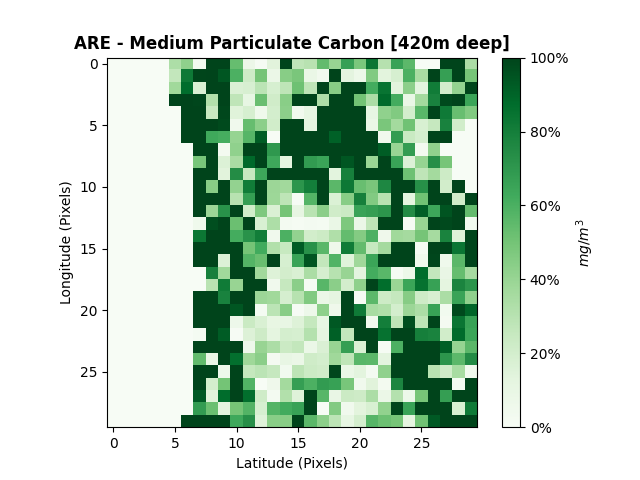 ARE - Medium Particulate Carbon [420m deep]
0
5
10
15
20
25
Longitude (Pixels)
0 5 10 15 20 25
Latitude (Pixels)
100%
80%
60%
40%
20%
0%
mg/m³